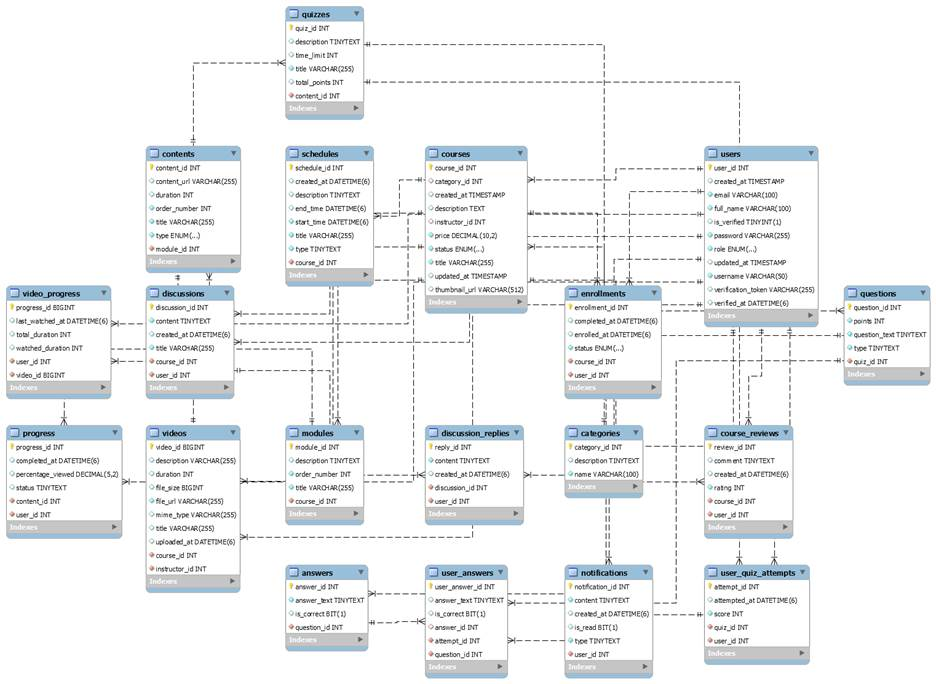 quizzes
quiz_id INT
description TINYTEXT
time_limit INT
title VARCHAR(255)
total_points INT
content_id INT
Indexes
contents
content_id INT
content_url VARCHAR(255)
duration INT
order_number INT
title VARCHAR(255)
type ENUM(...)
module_id INT
Indexes
schedules
schedule_id INT
created_at DATETIME(6)
description TINYTEXT
end_time DATETIME(6)
start_time DATETIME(6)
title VARCHAR(255)
type TINYTEXT
course_id INT
Indexes
courses
course_id INT
category_id INT
created_at TIMESTAMP
description TEXT
instructor_id INT
price DECIMAL(10,2)
status ENUM(...)
title VARCHAR(255)
updated_at TIMESTAMP
thumbnail_url VARCHAR(512)
Indexes
users
user_id INT
created_at TIMESTAMP
email VARCHAR(100)
full_name VARCHAR(100)
is_verified TINYINT(1)
password VARCHAR(255)
role ENUM(...)
updated_at TIMESTAMP
username VARCHAR(50)
verification_token VARCHAR(255)
verified_at DATETIME(6)
Indexes
video_progress
progress_id BIGINT
last_watched_at DATETIME(6)
total_duration INT
watched_duration INT
user_id INT
video_id BIGINT
Indexes
discussions
discussion_id INT
content TINYTEXT
created_at DATETIME(6)
title VARCHAR(255)
course_id INT
user_id INT
Indexes
enrollments
enrollment_id INT
completed_at DATETIME(6)
enrolled_at DATETIME(6)
status ENUM(...)
course_id INT
user_id INT
Indexes
questions
question_id INT
points INT
question_text TINYTEXT
type TINYTEXT
quiz_id INT
Indexes
progress
progress_id INT
completed_at DATETIME(6)
percentage_viewed DECIMAL(5,2)
status TINYTEXT
content_id INT
user_id INT
Indexes
videos
video_id BIGINT
description VARCHAR(255)
duration INT
file_size BIGINT
file_url VARCHAR(255)
mime_type VARCHAR(255)
title VARCHAR(255)
uploaded_at DATETIME(6)
course_id INT
instructor_id INT
Indexes
modules
module_id INT
description TINYTEXT
order_number INT
title VARCHAR(255)
course_id INT
Indexes
discussion_replies
reply_id INT
content TINYTEXT
created_at DATETIME(6)
discussion_id INT
user_id INT
Indexes
categories
category_id INT
description TINYTEXT
name VARCHAR(100)
Indexes
course_reviews
review_id INT
comment TINYTEXT
created_at DATETIME(6)
rating INT
course_id INT
user_id INT
Indexes
answers
answer_id INT
answer_text TINYTEXT
is_correct BIT(1)
question_id INT
Indexes
user_answers
user_answer_id INT
answer_text TINYTEXT
is_correct BIT(1)
answer_id INT
attempt_id INT
question_id INT
Indexes
notifications
notification_id INT
content TINYTEXT
created_at DATETIME(6)
is_read BIT(1)
type TINYTEXT
user_id INT
Indexes
user_quiz_attempts
attempt_id INT
attempted_at DATETIME(6)
score INT
quiz_id INT
user_id INT
Indexes